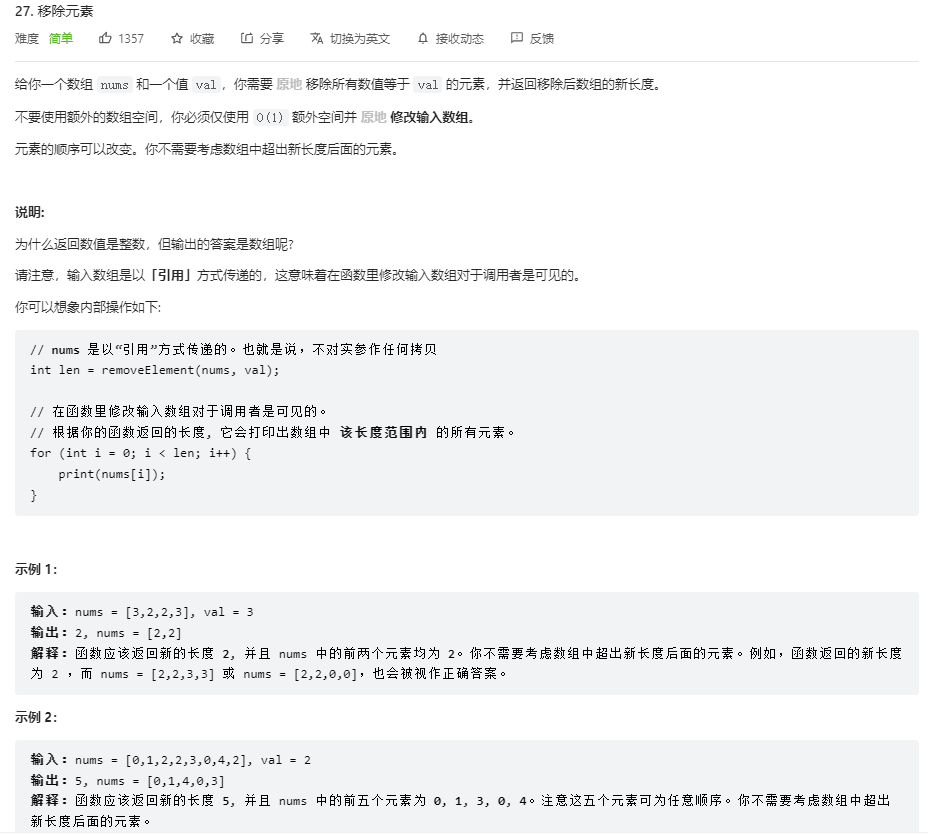 27. 移除元素
难度 简单 1357 收藏 分享 切换为英文 接收动态 反馈
给你一个数组 nums 和一个值 val，你需要 原地 移除所有数值等于 val 的元素，并返回移除后数组的新长度。
不要使用额外的数组空间，你必须仅使用 O(1) 额外空间并 原地 修改输入数组。
元素的顺序可以改变。你不需要考虑数组中超出新长度后面的元素。
说明:
为什么返回数值是整数，但输出的答案是数组呢?
请注意，输入数组是以「引用」方式传递的，这意味着在函数里修改输入数组对于调用者是可见的。
你可以想象内部操作如下:
// nums 是以“引用”方式传递的。也就是说，不对实参作任何拷贝
int len = removeElement(nums, val);
// 在函数里修改输入数组对于调用者是可见的。
// 根据你的函数返回的长度, 它会打印出数组中 该长度范围内 的所有元素。
for (int i = 0; i < len; i++) {
    print(nums[i]);
}
示例 1：
输入：nums = [3,2,2,3], val = 3
输出：2, nums = [2,2]
解释：函数应该返回新的长度 2, 并且 nums 中的前两个元素均为 2。你不需要考虑数组中超出新长度后面的元素。例如，函数返回的新长度
为 2 ，而 nums = [2,2,3,3] 或 nums = [2,2,0,0]，也会被视作正确答案。
示例 2：
输入：nums = [0,1,2,2,3,0,4,2], val = 2
输出：5, nums = [0,1,4,0,3]
解释：函数应该返回新的长度 5, 并且 nums 中的前五个元素为 0, 1, 3, 0, 4。注意这五个元素可为任意顺序。你不需要考虑数组中超出
新长度后面的元素。